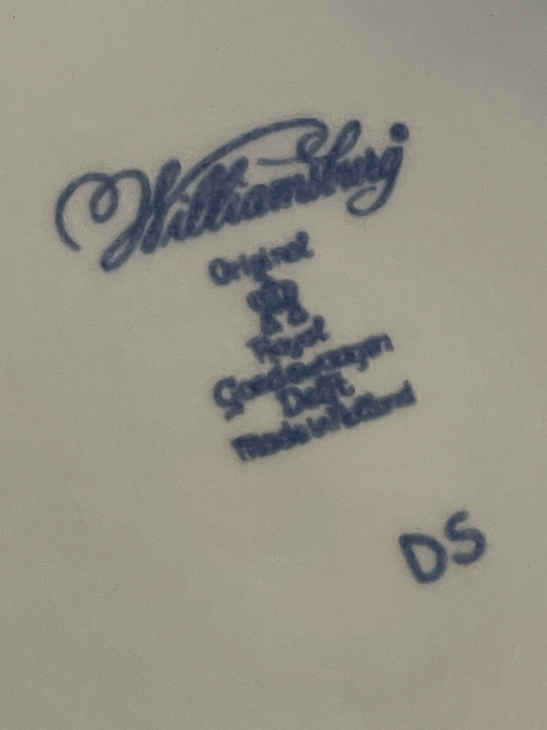 Williamsburg
Original
Royal
Goedewaagen
Delft
Made in Holland
DS